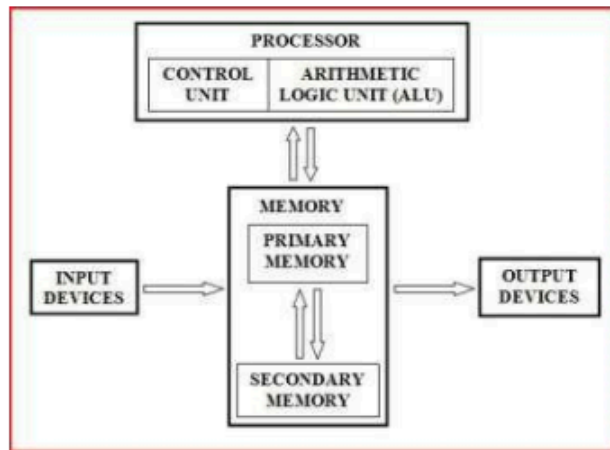 PROCESSOR
CONTROL
UNIT
ARITHMETIC
LOGIC UNIT (ALU)
MEMORY
PRIMARY
MEMORY
INPUT
DEVICES
OUTPUT
DEVICES
SECONDARY
MEMORY